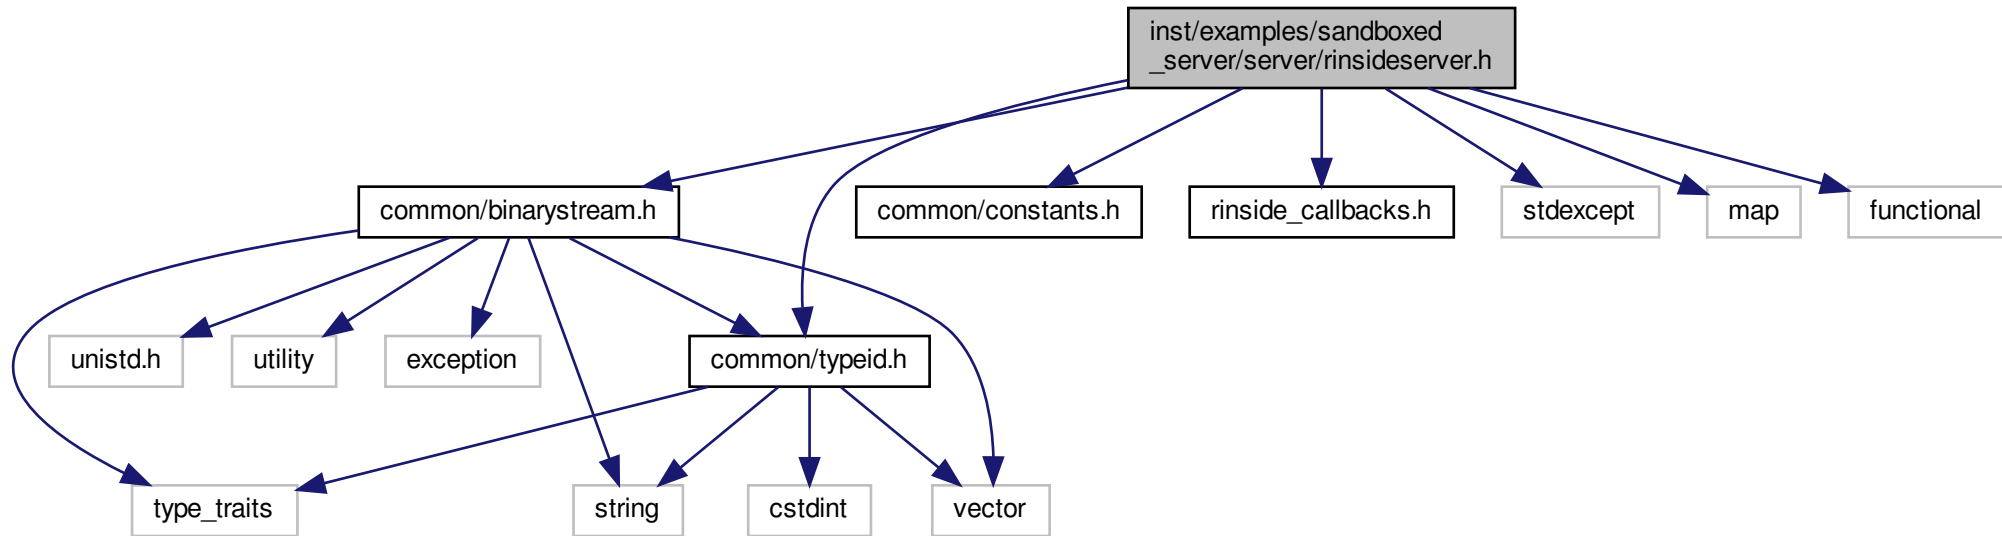 inst/examples/sandboxed
_server/server/rinsideserver.h
common/binarystream.h
common/constants.h
rinside_callbacks.h
stdexcept
map
functional
unistd.h
utility
exception
common/typeid.h
type_traits
string
cstdint
vector